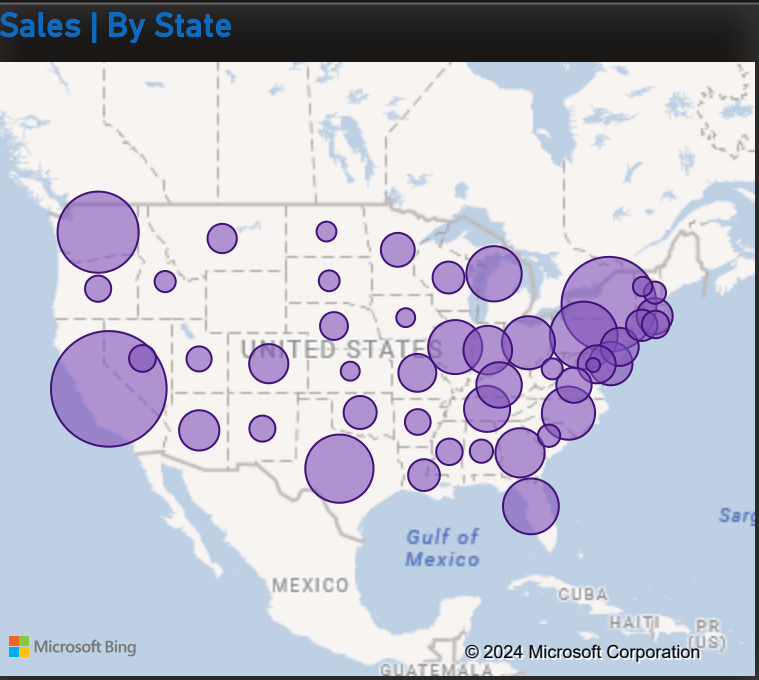 Sales | By State
UNITED STATES
Gulf of
Mexico
MEXICO
CUBA
HAITI
PR
(US)
Microsoft Bing
© 2024 Microsoft Corporation
GUATEMALA